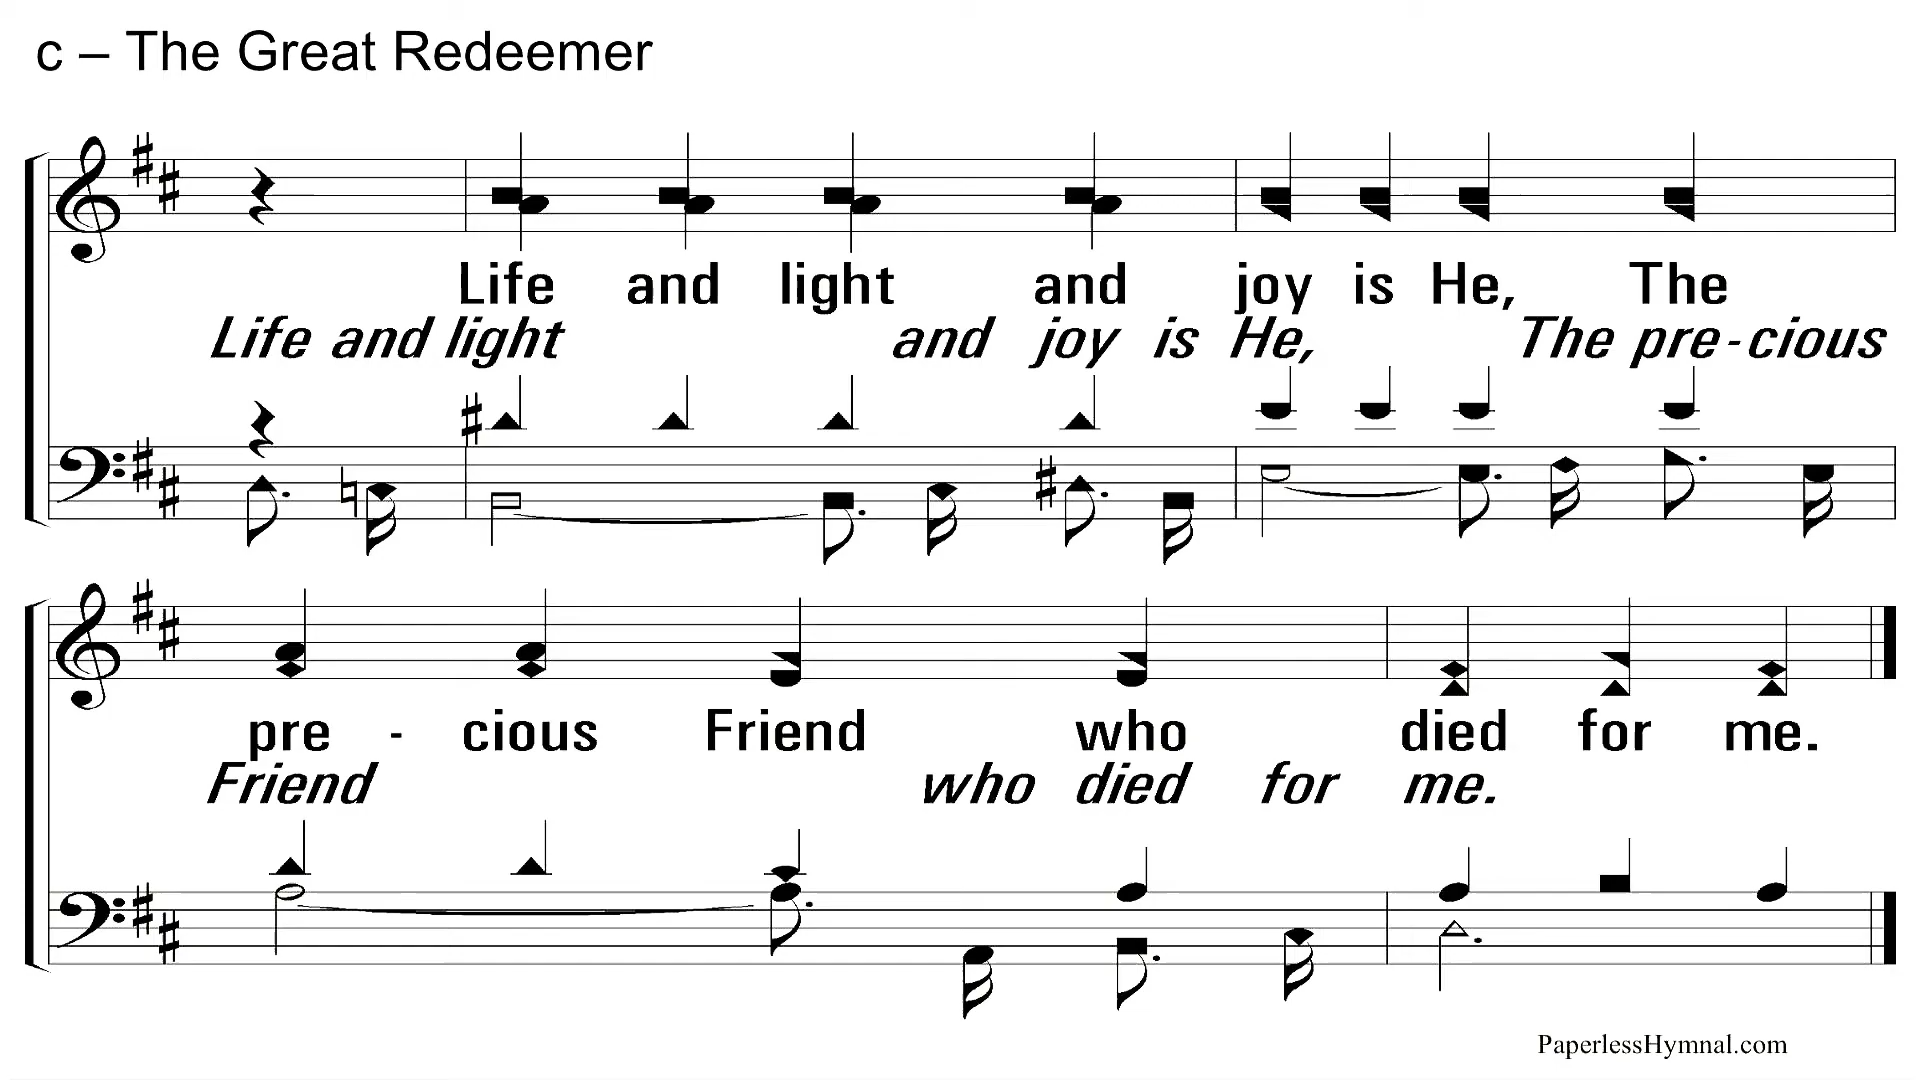 c – The Great Redeemer
Life and light and joy is He, The
Life and light and joy is He, The pre-cious
pre - cious Friend who died for me.
Friend who died for me.
PaperlessHymnal.com